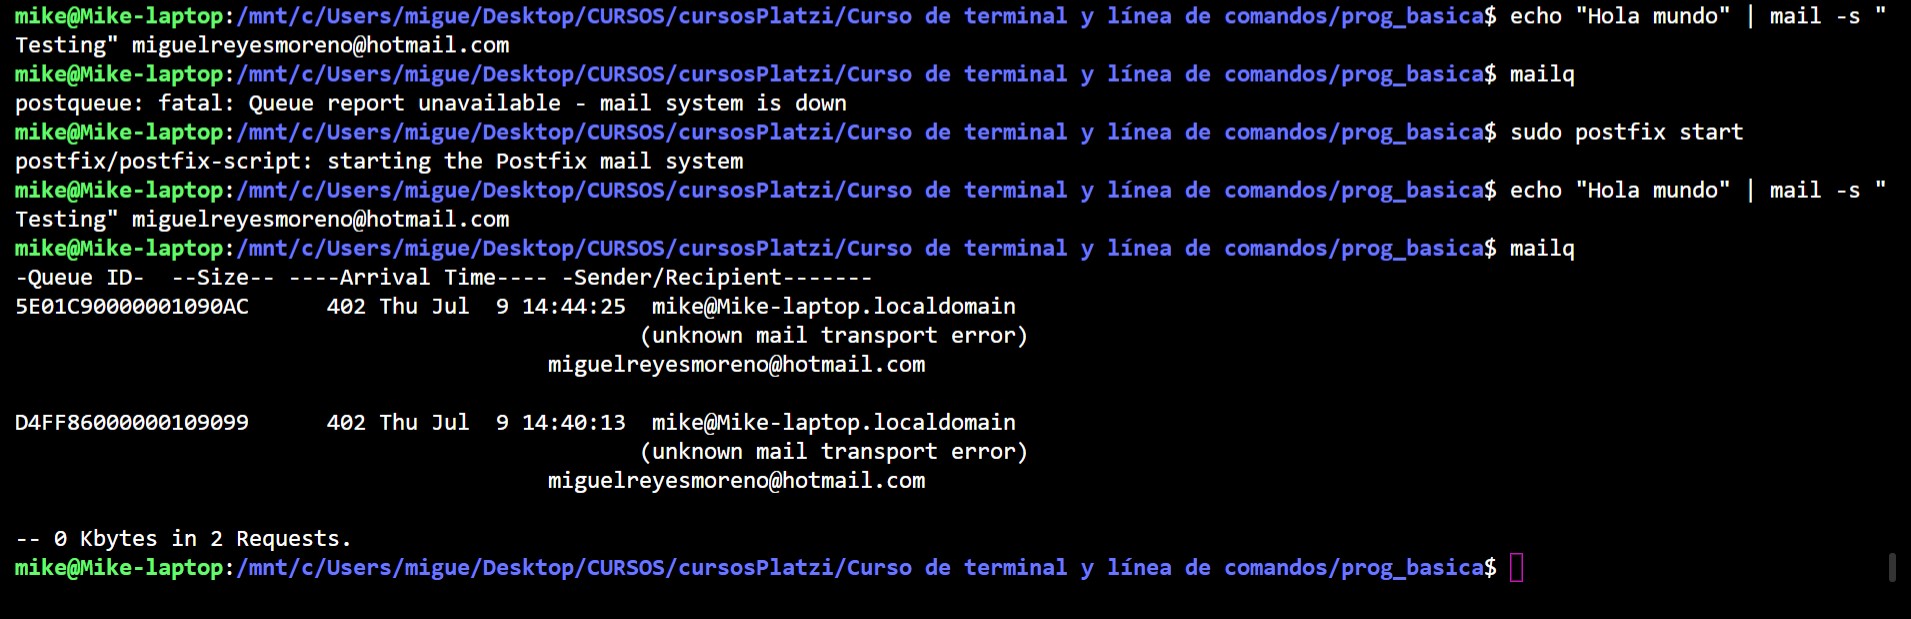 mike@Mike-laptop:/mnt/c/Users/migue/Desktop/CURSOS/cursosPlatzi/Curso de terminal y línea de comandos/prog_basica$ echo "Hola mundo" | mail -s "
Testing" miguelreyesmoreno@hotmail.com
mike@Mike-laptop:/mnt/c/Users/migue/Desktop/CURSOS/cursosPlatzi/Curso de terminal y línea de comandos/prog_basica$ mailq
postqueue: fatal: Queue report unavailable - mail system is down
mike@Mike-laptop:/mnt/c/Users/migue/Desktop/CURSOS/cursosPlatzi/Curso de terminal y línea de comandos/prog_basica$ sudo postfix start
postfix/postfix-script: starting the Postfix mail system
mike@Mike-laptop:/mnt/c/Users/migue/Desktop/CURSOS/cursosPlatzi/Curso de terminal y línea de comandos/prog_basica$ echo "Hola mundo" | mail -s "
Testing" miguelreyesmoreno@hotmail.com
mike@Mike-laptop:/mnt/c/Users/migue/Desktop/CURSOS/cursosPlatzi/Curso de terminal y línea de comandos/prog_basica$ mailq
-Queue ID-  --Size-- ----Arrival Time---- -Sender/Recipient-------
5E01C90000001090AC      402 Thu Jul  9 14:44:25  mike@Mike-laptop.localdomain
(unknown mail transport error)
miguelreyesmoreno@hotmail.com
D4FF86000000109099      402 Thu Jul  9 14:40:13  mike@Mike-laptop.localdomain
(unknown mail transport error)
miguelreyesmoreno@hotmail.com
-- 0 Kbytes in 2 Requests.
mike@Mike-laptop:/mnt/c/Users/migue/Desktop/CURSOS/cursosPlatzi/Curso de terminal y línea de comandos/prog_basica$